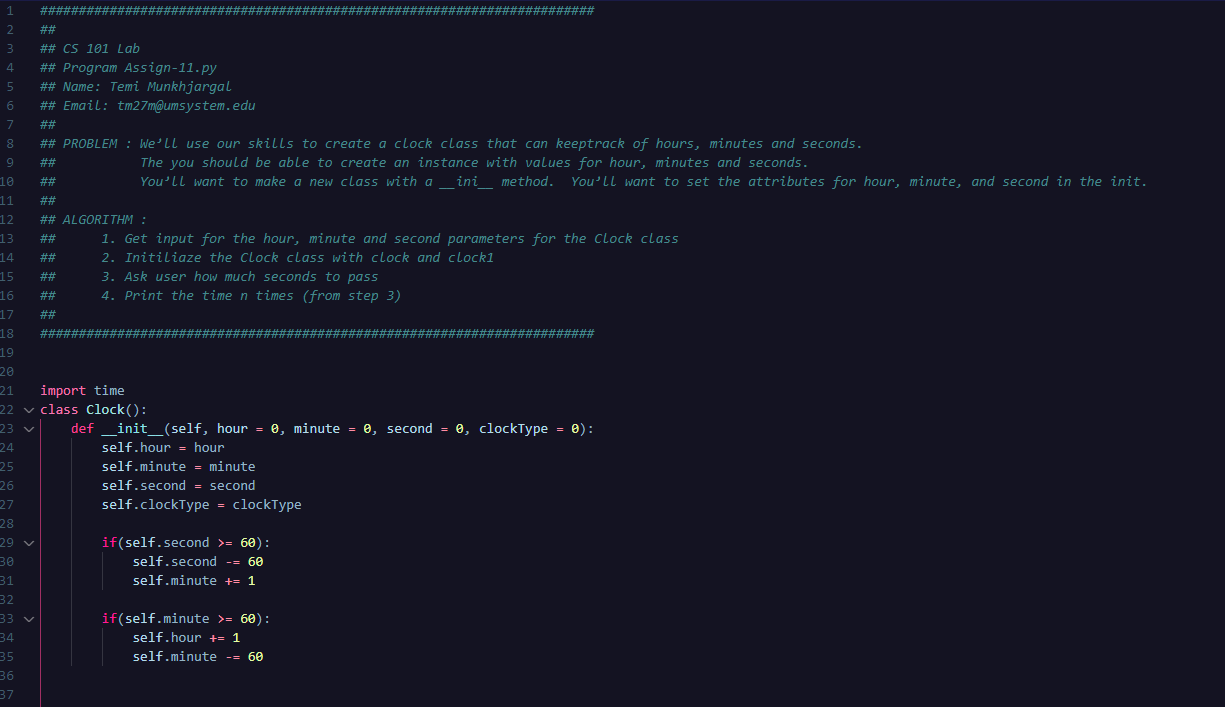 1 ########################################################################
2 ##
3 ## CS 101 Lab
4 ## Program Assign-11.py
5 ## Name: Temi Munkhjargal
6 ## Email: tm27m@umsystem.edu
7 ##
8 ## PROBLEM : We’ll use our skills to create a clock class that can keeptrack of hours, minutes and seconds.
9 ##           The you should be able to create an instance with values for hour, minutes and seconds.
10 ##           You’ll want to make a new class with a __ini__ method.  You’ll want to set the attributes for hour, minute, and second in the init.
11 ##
12 ## ALGORITHM :
13 ##      1. Get input for the hour, minute and second parameters for the Clock class
14 ##      2. Initiliaze the Clock class with clock and clock1
15 ##      3. Ask user how much seconds to pass
16 ##      4. Print the time n times (from step 3)
17 ##
18 ########################################################################
19
20
21 import time
22 class Clock():
23     def __init__(self, hour = 0, minute = 0, second = 0, clockType = 0):
24         self.hour = hour
25         self.minute = minute
26         self.second = second
27         self.clockType = clockType
28
29         if(self.second >= 60):
30             self.second -= 60
31             self.minute += 1
32
33         if(self.minute >= 60):
34             self.hour += 1
35             self.minute -= 60
36
37